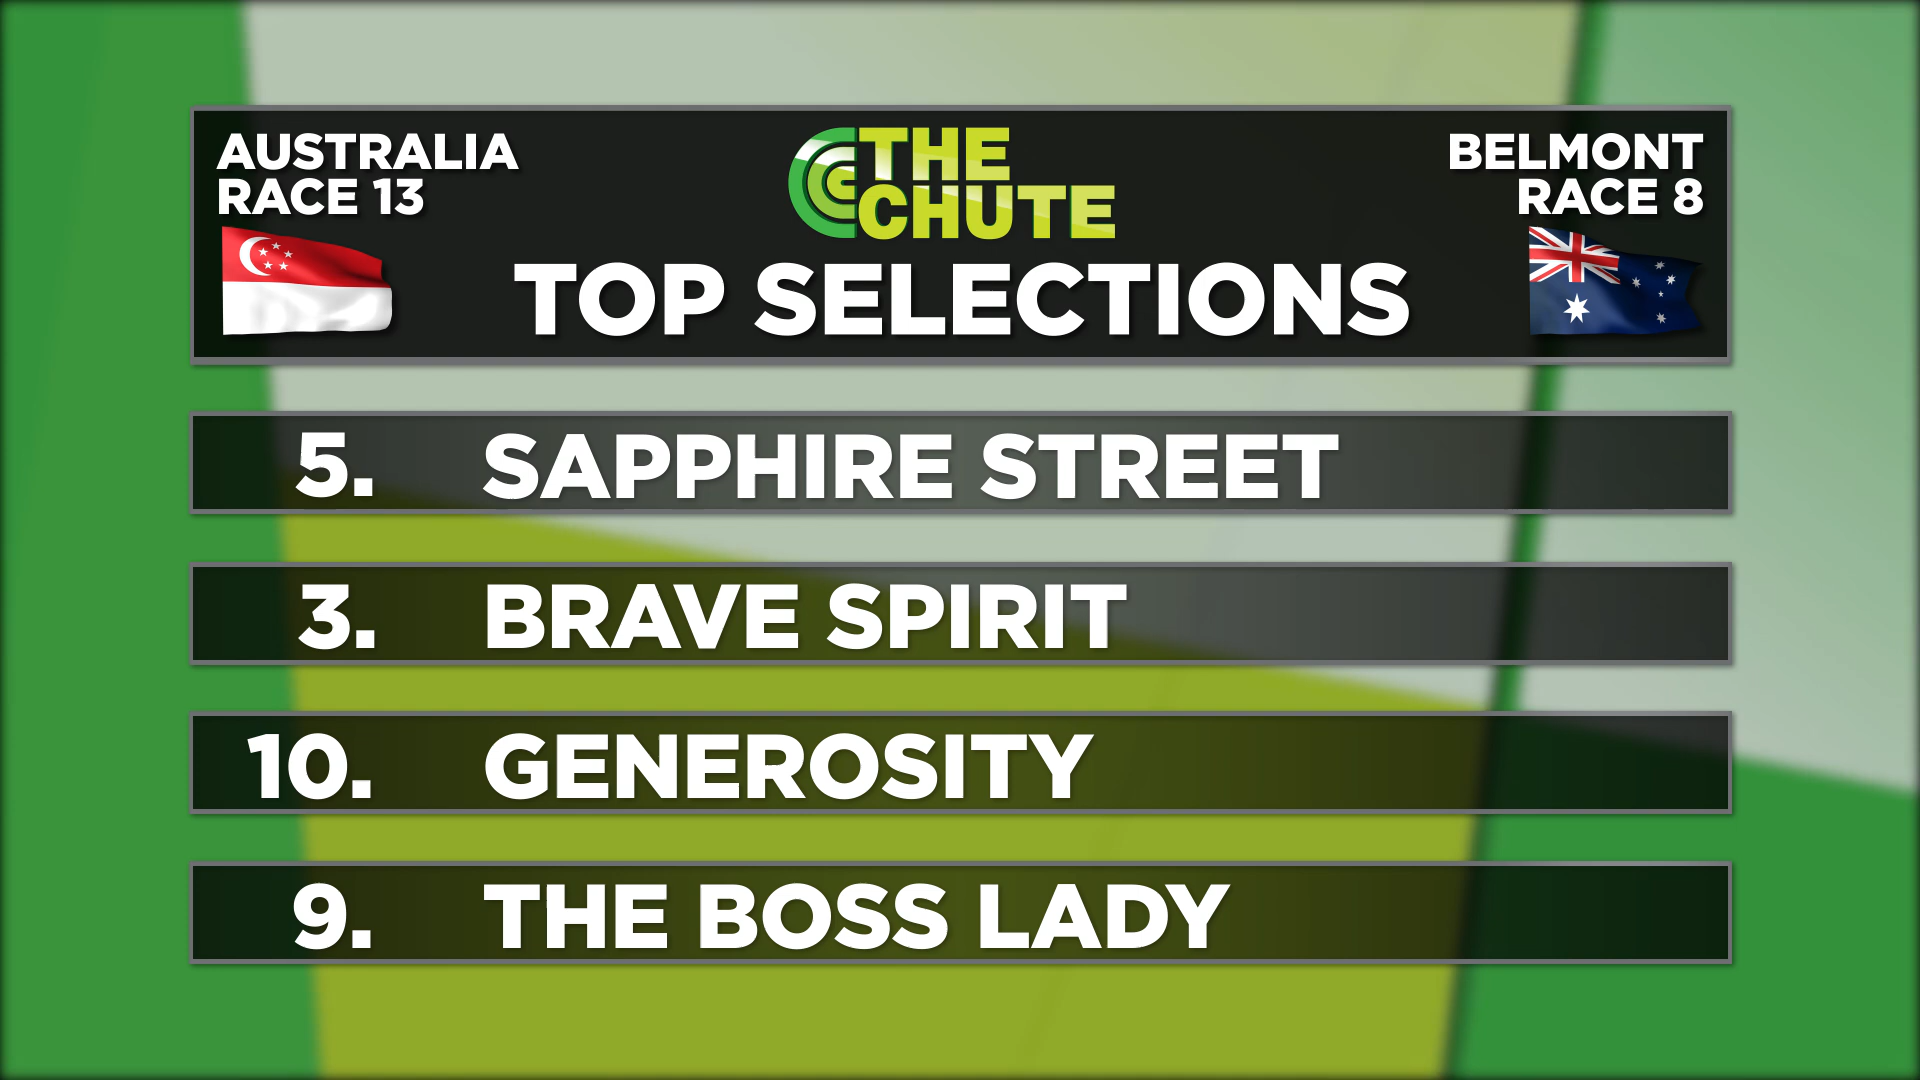 AUSTRALIA
RACE 13
THE
CHUTE
BELMONT
RACE 8
TOP SELECTIONS
5. SAPPHIRE STREET
3. BRAVE SPIRIT
10. GENEROSITY
9. THE BOSS LADY